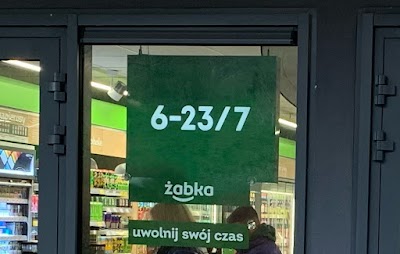 6-23/7
żabka
uwolnij swój czas